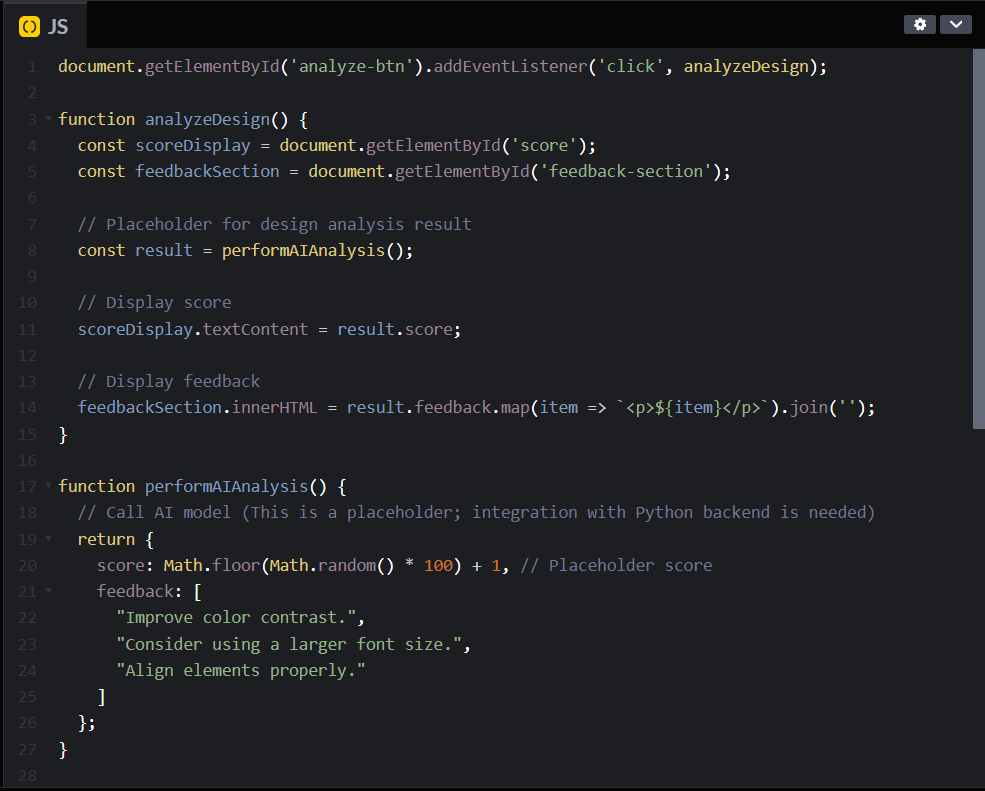 JS
1 document.getElementById('analyze-btn').addEventListener('click', analyzeDesign);
2
3 function analyzeDesign() {
4   const scoreDisplay = document.getElementById('score');
5   const feedbackSection = document.getElementById('feedback-section');
6
7   // Placeholder for design analysis result
8   const result = performAIAnalysis();
9
10   // Display score
11   scoreDisplay.textContent = result.score;
12
13   // Display feedback
14   feedbackSection.innerHTML = result.feedback.map(item => `<p>${item}</p>`).join('');
15 }
16
17 function performAIAnalysis() {
18   // Call AI model (This is a placeholder; integration with Python backend is needed)
19   return {
20     score: Math.floor(Math.random() * 100) + 1, // Placeholder score
21     feedback: [
22       "Improve color contrast.",
23       "Consider using a larger font size.",
24       "Align elements properly."
25     ]
26   };
27 }
28